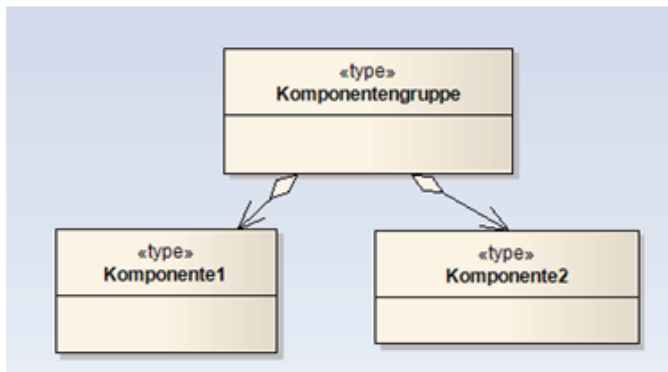 «type»
Komponentengruppe
«type»
Komponente1
«type»
Komponente2